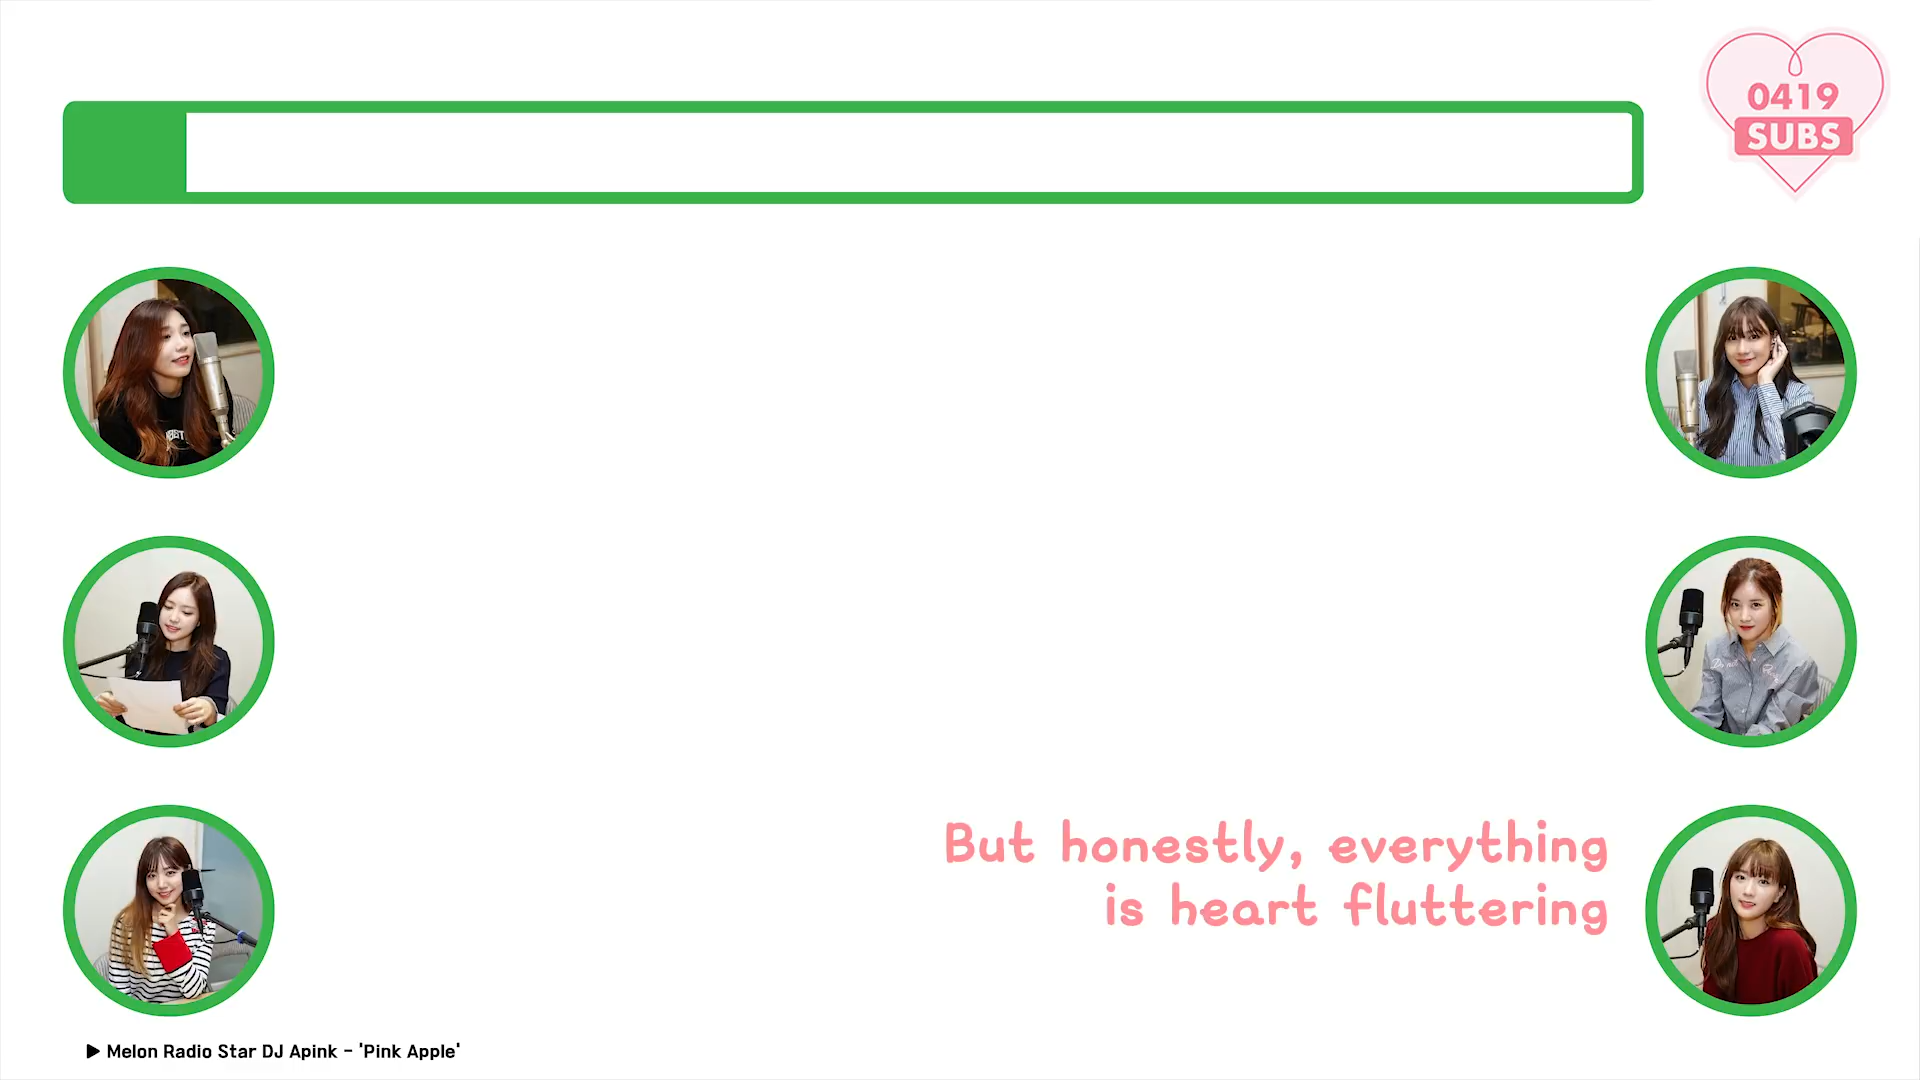 0419
SUBS
But honestly, everything
is heart fluttering
▶ Melon Radio Star DJ Apink - 'Pink Apple'